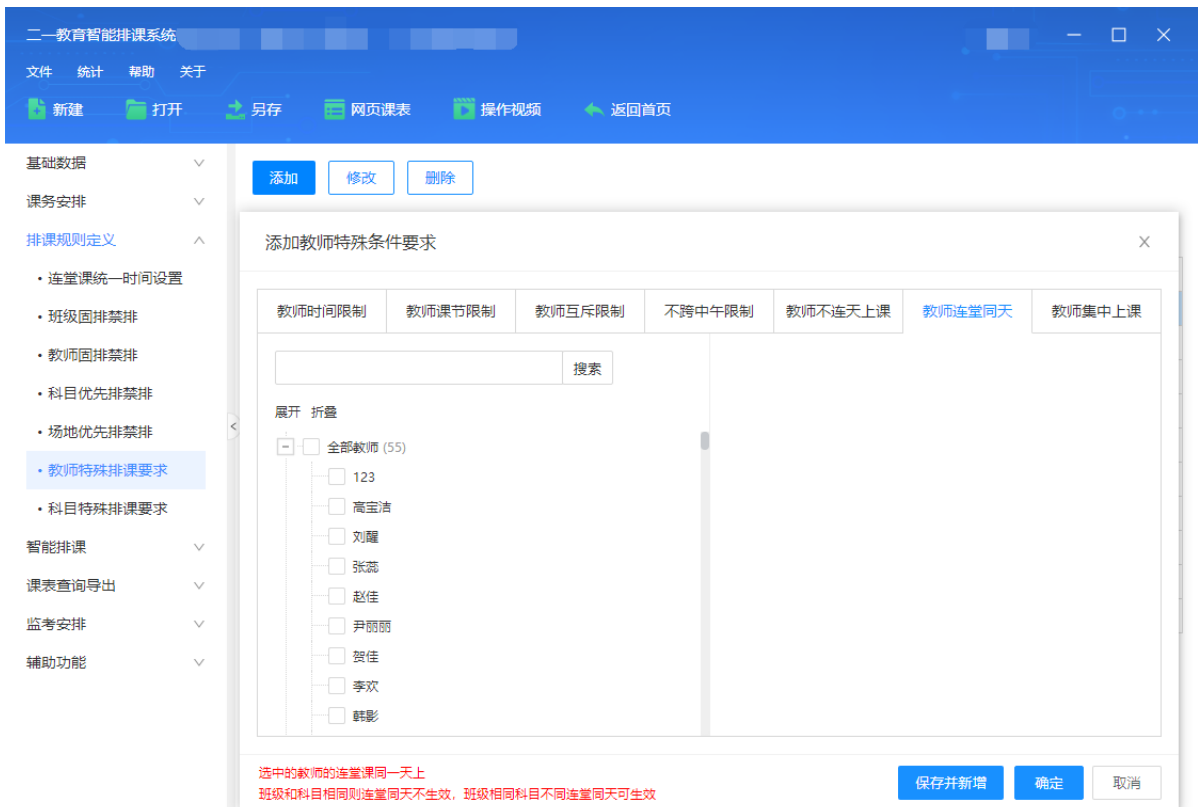 二一教育智能排课系统
文件 统计 帮助 关于
新建 打开 另存 网页课表 操作视频 返回首页
基础数据
课务安排
排课规则定义
• 连堂课统一时间设置
• 班级固排禁排
• 教师固排禁排
• 科目优先排禁排
• 场地优先排禁排
• 教师特殊排课要求
• 科目特殊排课要求
智能排课
课表查询导出
监考安排
辅助功能
添加 修改 删除
添加教师特殊条件要求
教师时间限制 教师课节限制 教师互斥限制 不跨中午限制 教师不连天上课 教师连堂同天 教师集中上课
搜索
展开 折叠
全部教师 (55)
123
高宝洁
刘醒
张蕊
赵佳
尹丽丽
贺佳
李欢
韩影
选中的教师的连堂课同一天上
班级和科目相同则连堂同天不生效，班级相同科目不同连堂同天可生效
保存并新增 确定 取消